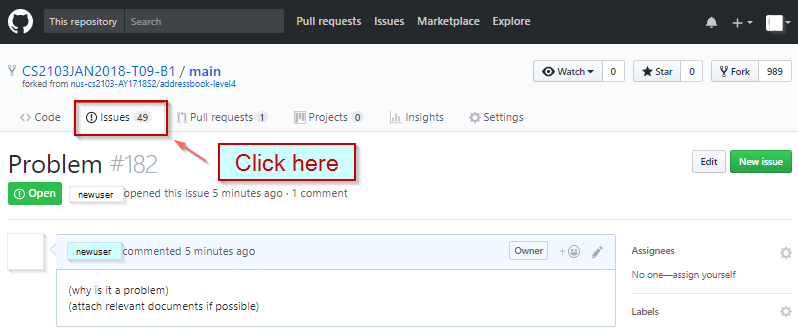 This repository Search Pull requests Issues Marketplace Explore
CS2103JAN2018-T09-B1 / main
forked from nus-cs2103-AY1718S2/addressbook-level4
Watch 0 Star 0 Fork 989
Code Issues 49 Pull requests 1 Projects 0 Insights Settings
Click here
Problem #182
Edit New issue
Open newuser opened this issue 5 minutes ago · 1 comment
newuser commented 5 minutes ago Owner
(why is it a problem)
(attach relevant documents if possible)
Assignees
No one—assign yourself
Labels